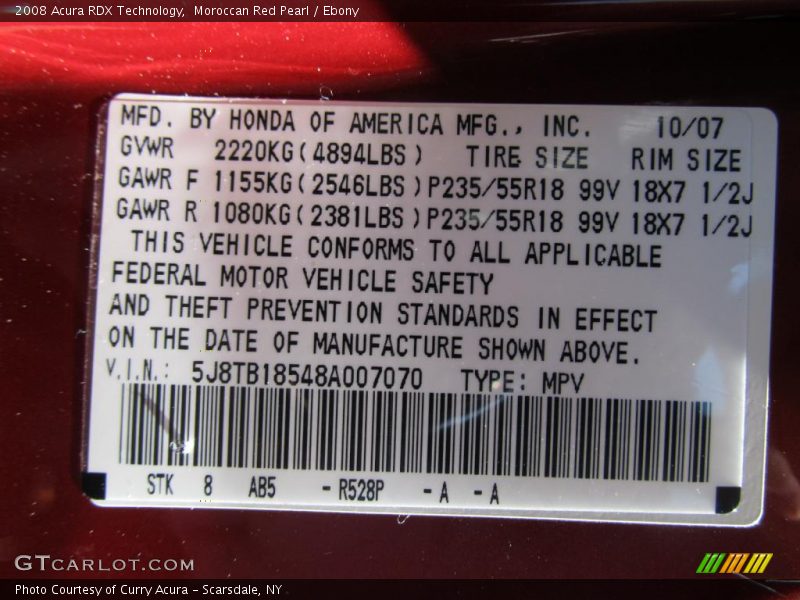 2008 Acura RDX Technology,  Moroccan Red Pearl / Ebony
MFD. BY HONDA OF AMERICA MFG., INC. 10/07
GVWR 2220KG(4894LBS) TIRE SIZE RIM SIZE
GAWR F 1155KG(2546LBS)P235/55R18 99V 18X7 1/2J
GAWR R 1080KG(2381LBS)P235/55R18 99V 18X7 1/2J
THIS VEHICLE CONFORMS TO ALL APPLICABLE
FEDERAL MOTOR VEHICLE SAFETY
AND THEFT PREVENTION STANDARDS IN EFFECT
ON THE DATE OF MANUFACTURE SHOWN ABOVE.
V.I.N.: 5J8TB18548A007070 TYPE: MPV
STK 8 AB5 -R528P -A -A
GTCARLOT.COM
Photo Courtesy of Curry Acura - Scarsdale, NY